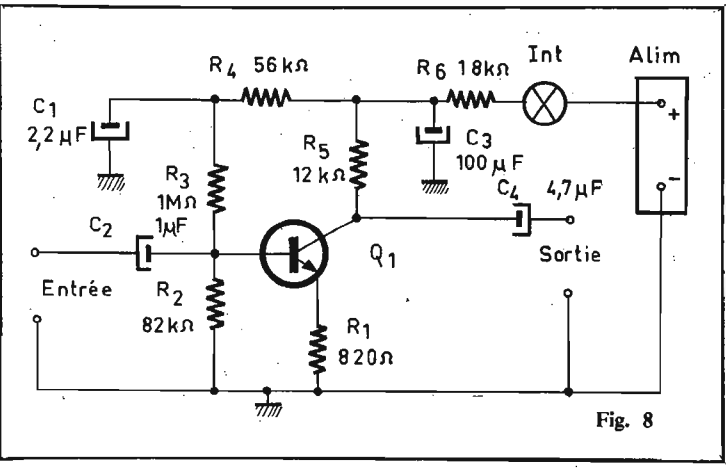 R4 56kΩ
R6 18kΩ
Int
Alim
C1
2,2µF
R3
1MΩ
1µF
R5
12kΩ
C3
100µF
+
−
C2
C4 4,7µF
Entrée
R2
82kΩ
Q1
Sortie
R1
820Ω
Fig. 8